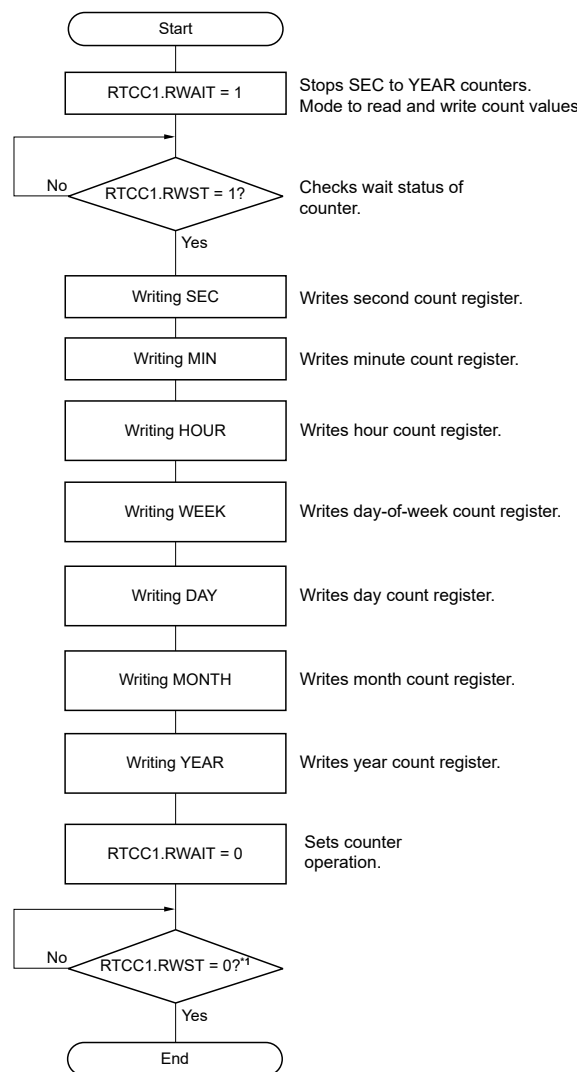 Start
RTCC1.RWAIT = 1
Stops SEC to YEAR counters.
Mode to read and write count values
No
RTCC1.RWST = 1?
Checks wait status of
counter.
Yes
Writing SEC
Writes second count register.
Writing MIN
Writes minute count register.
Writing HOUR
Writes hour count register.
Writing WEEK
Writes day-of-week count register.
Writing DAY
Writes day count register.
Writing MONTH
Writes month count register.
Writing YEAR
Writes year count register.
RTCC1.RWAIT = 0
Sets counter
operation.
No
RTCC1.RWST = 0?*1
Yes
End